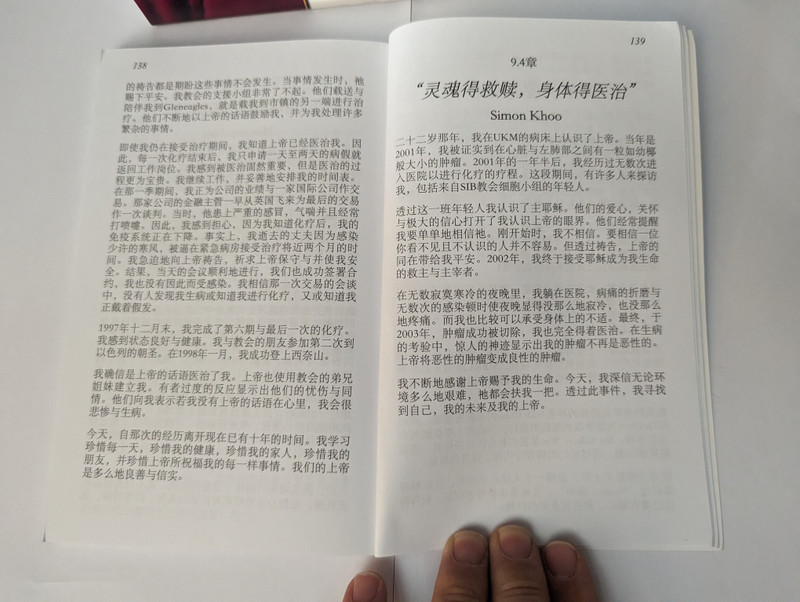 138
的祷告都是期盼这些事情不会发生。当事情发生时，祂
赐下平安。我教会的支援小组非常了不起。他们载送与
陪伴我到Gleneagles，就是载我到市镇的另一端进行治
疗。他们不断地以上帝的话语鼓励我，并为我处理许多
繁杂的事情。
即使我仍在接受治疗期间，我知道上帝已经医治我。因
此，每一次化疗结束后，我只申请一天至两天的病假就
返回工作岗位。我感到被医治固然重要，但是医治的过
程更为宝贵。我继续工作，并妥善地安排我的时间表。
在那一季期间，我正为公司的业绩与一家国际公司作交
易。那家公司的金融主管一早从英国飞来为最后的交易
作一次谈判。当时，他患上严重的感冒，气喘并且经常
打喷嚏。因此，我感到担心，因为我知道化疗后，我的
免疫系统正在下降。事实上，我逝去的丈夫因为感染
少许的寒风，被逼在紧急病房接受治疗将近两个月的时
间。我急迫地向上帝祷告，祈求上帝保守与并使我安
全。结果，当天的会议顺利地进行，我们也成功签署合
约，我也没有因此而受感染。我相信那一次交易的会谈
中，没有人发现我生病或知道我进行化疗，又或知道我
正戴着假发。
1997年十二月末，我完成了第六期与最后一次的化疗。
我感到状态良好与健康。我与教会的朋友参加第二次到
以色列的朝圣。在1998年一月，我成功登上西奈山。
我确信是上帝的话语医治了我。上帝也使用教会的弟兄
姐妹建立我。有者过度的反应显示出他们的忧伤与同
情。他们向我表示若我没有上帝的话语在心里，我会很
悲惨与生病。
今天，自那次的经历离开现在已有十年的时间。我学习
珍惜每一天，珍惜我的健康，珍惜我的家人，珍惜我的
朋友，并珍惜上帝所祝福我的每一样事情。我们的上帝
是多么地良善与信实。
139
9.4章
“灵魂得救赎，身体得医治”
Simon Khoo
二十二岁那年，我在UKM的病床上认识了上帝。当年是
2001年，我被证实到在心脏与左肺部之间有一粒如幼椰
般大小的肿瘤。2001年的一年半后，我经历过无数次进
入医院以进行化疗的疗程。这段期间，有许多人来探访
我，包括来自SIB教会细胞小组的年轻人。
透过这一班年轻人我认识了主耶稣。他们的爱心，关怀
与极大的信心打开了我认识上帝的眼界。他们经常提醒
我要单单地相信祂。刚开始时，我不相信。要相信一位
你看不见且不认识的人并不容易。但透过祷告，上帝的
同在带给我平安。2002年，我终于接受耶稣成为我生命
的救主与主宰者。
在无数寂寞寒冷的夜晚里，我躺在医院，病痛的折磨与
无数次的感染顿时使夜晚显得没那么地寂冷，也没那么
地疼痛。而我也比较可以承受身体上的不适。最终，于
2003年，肿瘤成功被切除，我也完全得着医治。在生病
的考验中，惊人的神迹显示出我的肿瘤不再是恶性的。
上帝将恶性的肿瘤变成良性的肿瘤。
我不断地感谢上帝赐予我的生命。今天，我深信无论环
境多么地艰难，祂都会扶我一把。透过此事件，我寻找
到自己，我的未来及我的上帝。